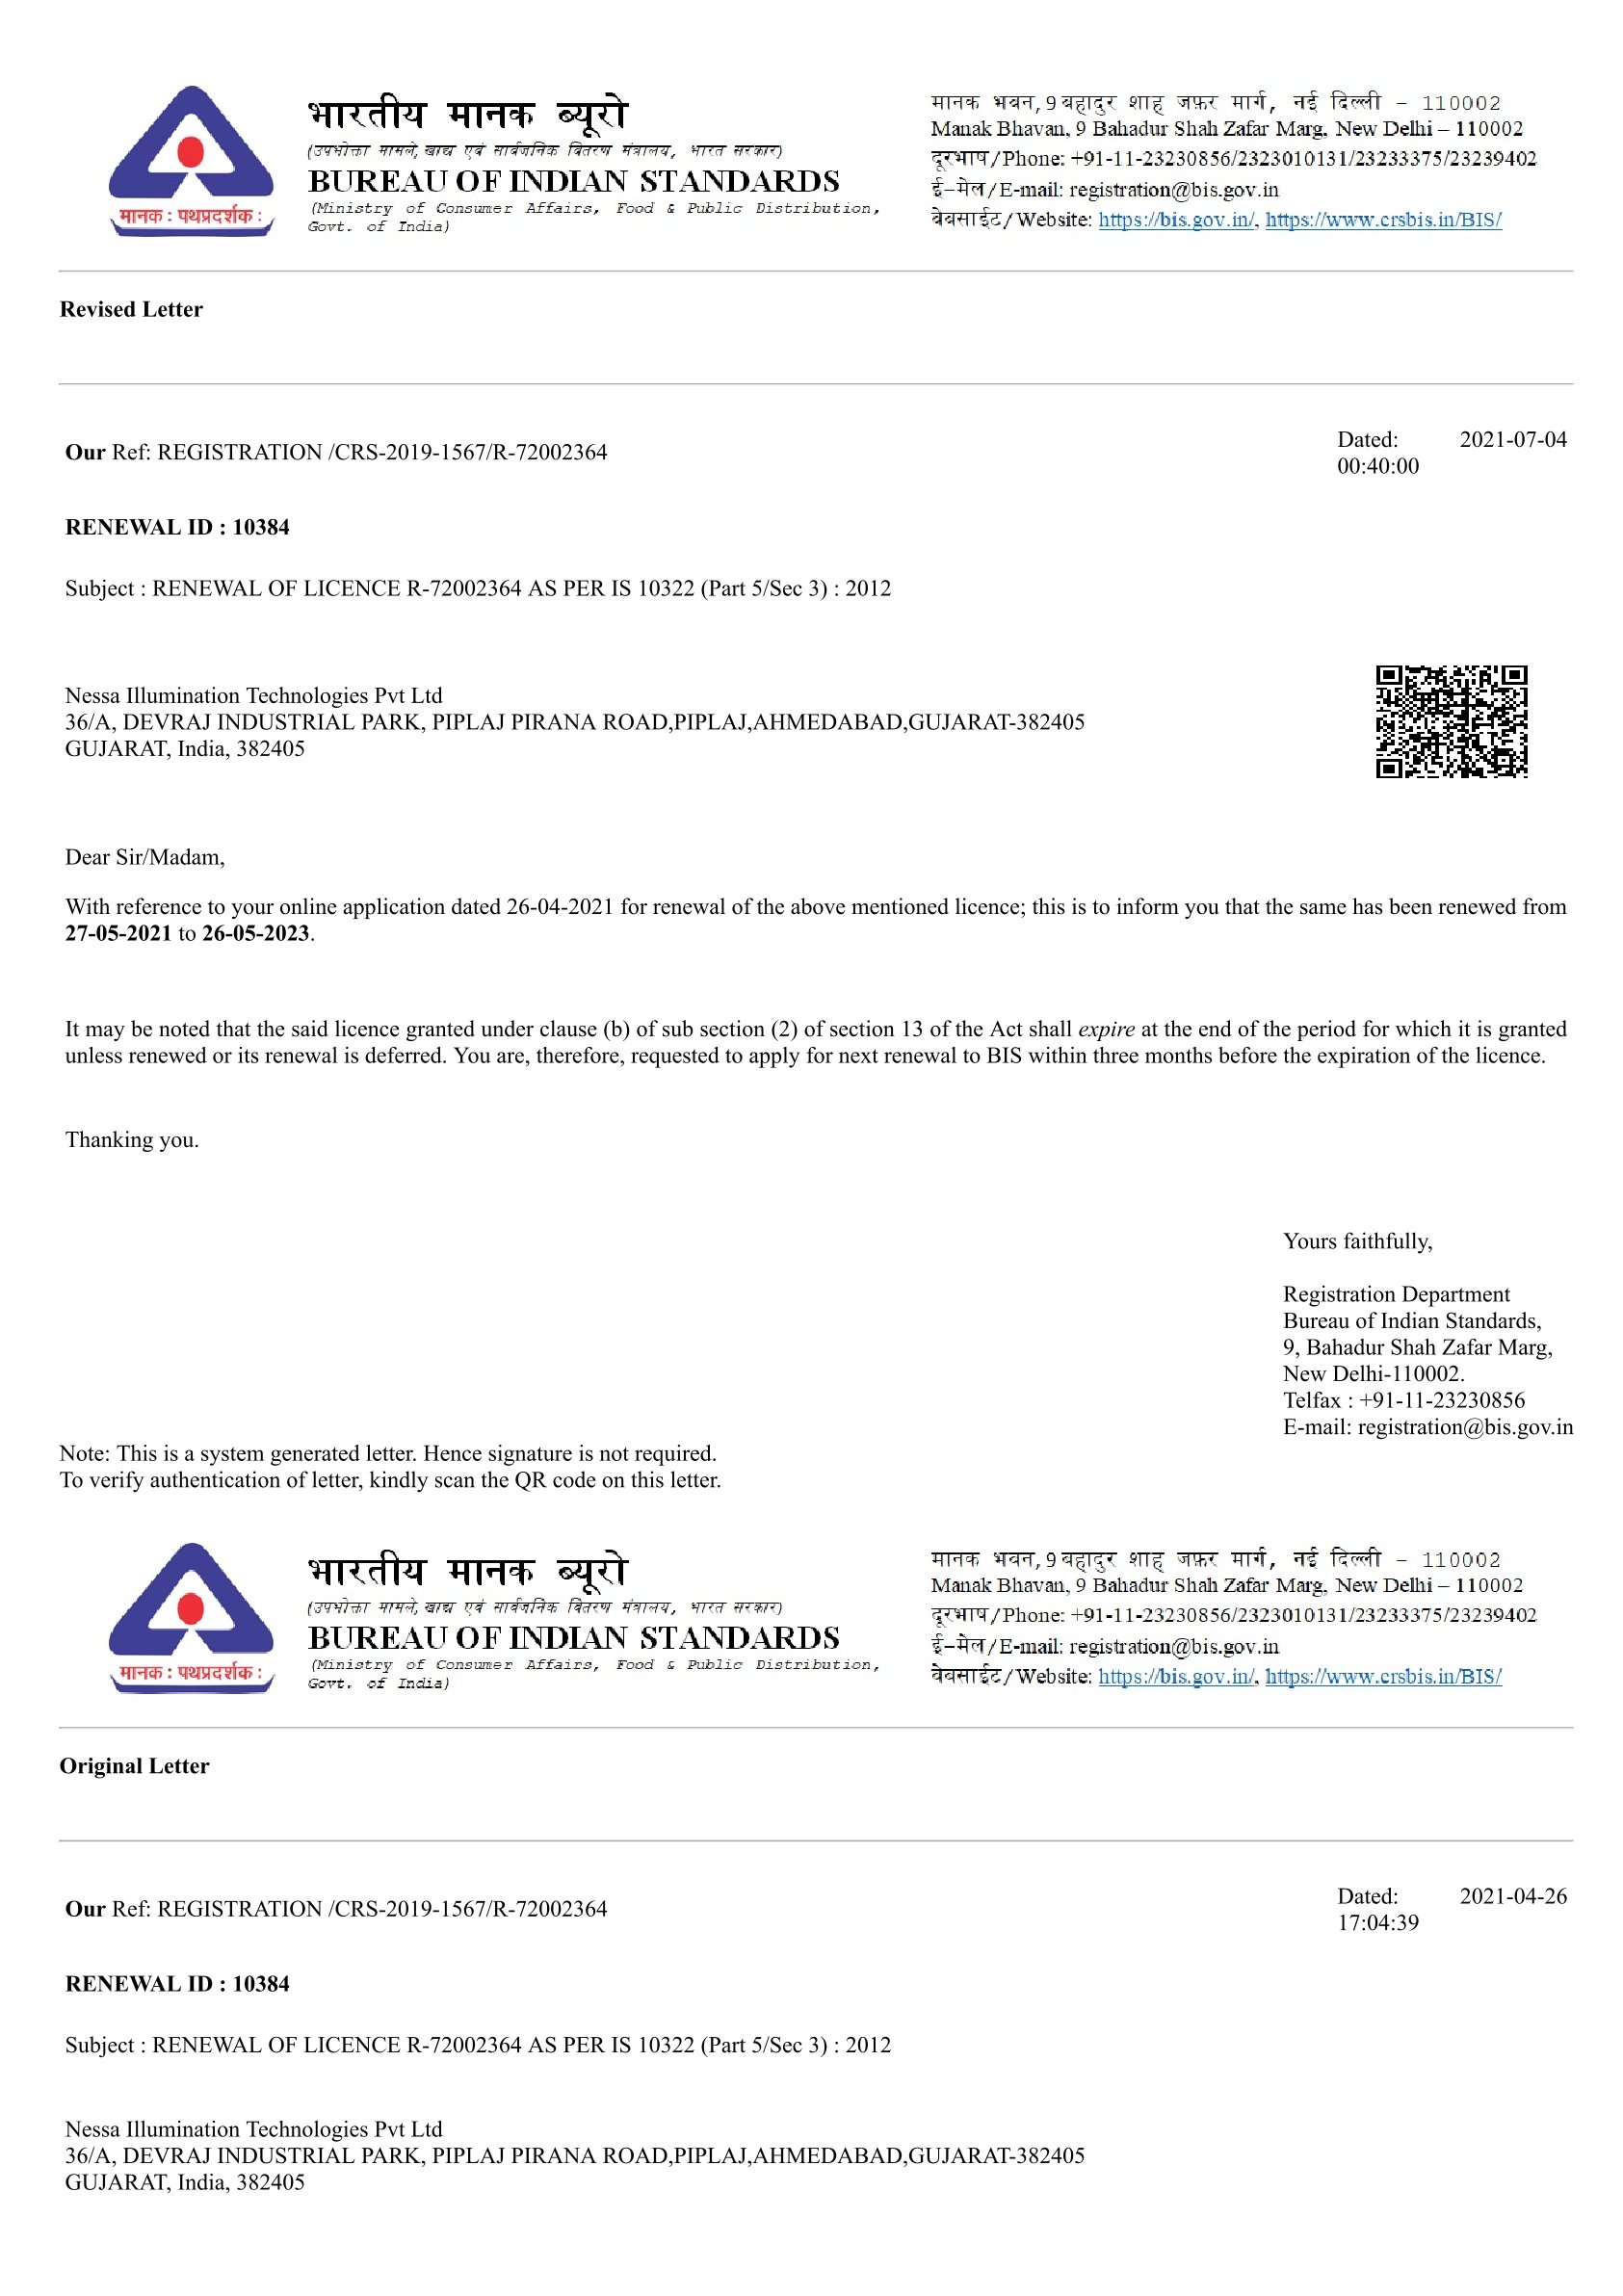 मानक : पथप्रदर्शक :
भारतीय मानक ब्यूरो
(उपभोक्ता मामले, खाद्य एवं सार्वजनिक वितरण मंत्रालय, भारत सरकार)
BUREAU OF INDIAN STANDARDS
(Ministry of Consumer Affairs, Food & Public Distribution,
Govt. of India)
मानक भवन, 9 बहादुर शाह जफ़र मार्ग, नई दिल्ली - 110002
Manak Bhavan, 9 Bahadur Shah Zafar Marg, New Delhi – 110002
दूरभाष/Phone: +91-11-23230856/2323010131/23233375/23239402
ई-मेल/E-mail: registration@bis.gov.in
वेबसाईट/Website: https://bis.gov.in/, https://www.crsbis.in/BIS/
Revised Letter
Our Ref: REGISTRATION /CRS-2019-1567/R-72002364
Dated: 2021-07-04
00:40:00
RENEWAL ID : 10384
Subject : RENEWAL OF LICENCE R-72002364 AS PER IS 10322 (Part 5/Sec 3) : 2012
Nessa Illumination Technologies Pvt Ltd
36/A, DEVRAJ INDUSTRIAL PARK, PIPLAJ PIRANA ROAD,PIPLAJ,AHMEDABAD,GUJARAT-382405
GUJARAT, India, 382405
Dear Sir/Madam,
With reference to your online application dated 26-04-2021 for renewal of the above mentioned licence; this is to inform you that the same has been renewed from
27-05-2021 to 26-05-2023.
It may be noted that the said licence granted under clause (b) of sub section (2) of section 13 of the Act shall expire at the end of the period for which it is granted
unless renewed or its renewal is deferred. You are, therefore, requested to apply for next renewal to BIS within three months before the expiration of the licence.
Thanking you.
Yours faithfully,
Registration Department
Bureau of Indian Standards,
9, Bahadur Shah Zafar Marg,
New Delhi-110002.
Telfax : +91-11-23230856
E-mail: registration@bis.gov.in
Note: This is a system generated letter. Hence signature is not required.
To verify authentication of letter, kindly scan the QR code on this letter.
मानक : पथप्रदर्शक :
भारतीय मानक ब्यूरो
(उपभोक्ता मामले, खाद्य एवं सार्वजनिक वितरण मंत्रालय, भारत सरकार)
BUREAU OF INDIAN STANDARDS
(Ministry of Consumer Affairs, Food & Public Distribution,
Govt. of India)
मानक भवन, 9 बहादुर शाह जफ़र मार्ग, नई दिल्ली - 110002
Manak Bhavan, 9 Bahadur Shah Zafar Marg, New Delhi – 110002
दूरभाष/Phone: +91-11-23230856/2323010131/23233375/23239402
ई-मेल/E-mail: registration@bis.gov.in
वेबसाईट/Website: https://bis.gov.in/, https://www.crsbis.in/BIS/
Original Letter
Our Ref: REGISTRATION /CRS-2019-1567/R-72002364
Dated: 2021-04-26
17:04:39
RENEWAL ID : 10384
Subject : RENEWAL OF LICENCE R-72002364 AS PER IS 10322 (Part 5/Sec 3) : 2012
Nessa Illumination Technologies Pvt Ltd
36/A, DEVRAJ INDUSTRIAL PARK, PIPLAJ PIRANA ROAD,PIPLAJ,AHMEDABAD,GUJARAT-382405
GUJARAT, India, 382405